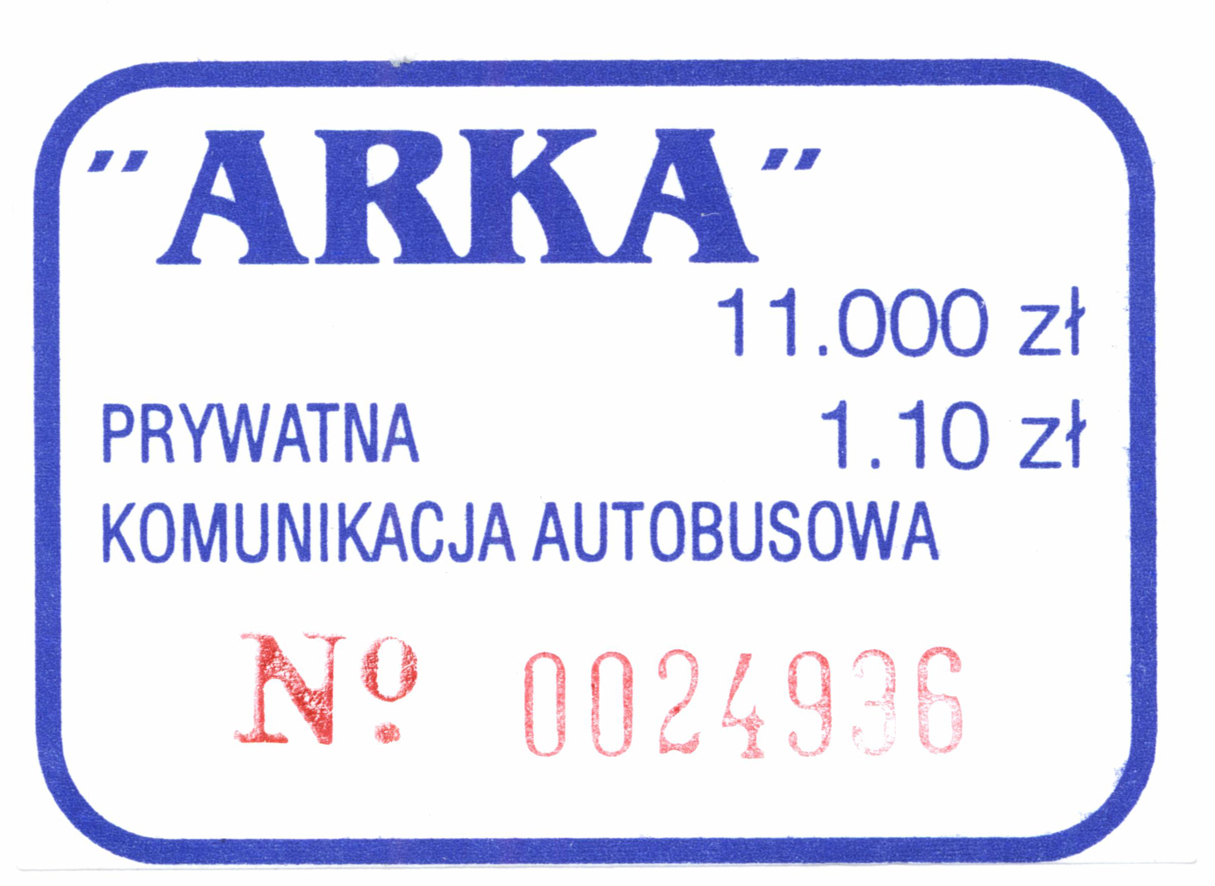 "ARKA"
11.000 zł
PRYWATNA 1.10 zł
KOMUNIKACJA AUTOBUSOWA
Nº 0024936